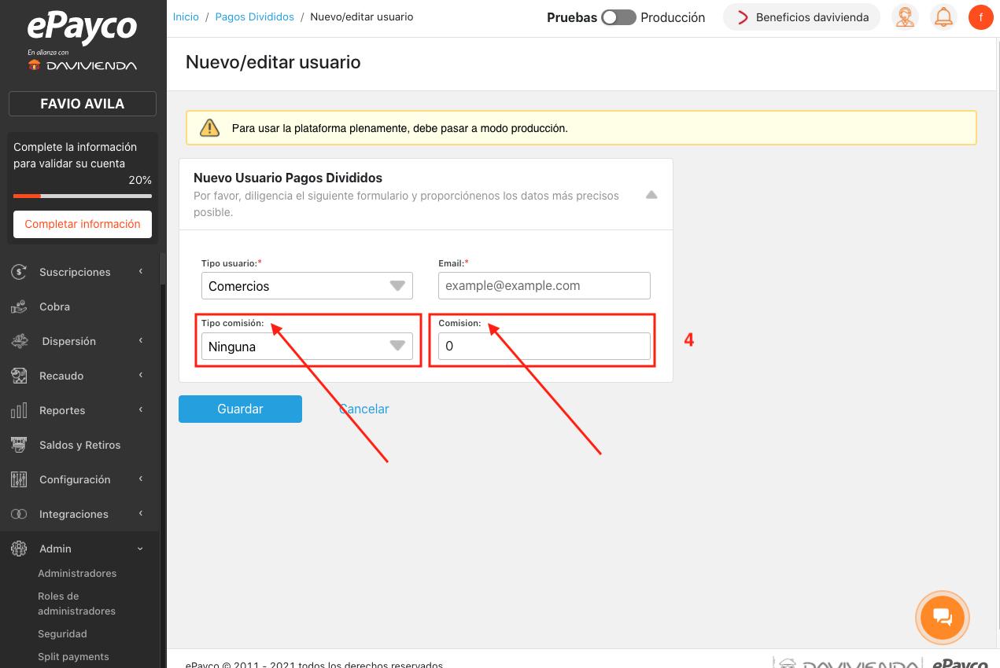 ePayco
En alianza con
DAVIVIENDA
FAVIO AVILA
Complete la información
para validar su cuenta
20%
Completar información
Suscripciones
Cobra
Dispersión
Recaudo
Reportes
Saldos y Retiros
Configuración
Integraciones
Admin
Administradores
Roles de
administradores
Seguridad
Split payments
Inicio / Pagos Divididos / Nuevo/editar usuario
Pruebas Producción
Beneficios davivienda
f
Nuevo/editar usuario
Para usar la plataforma plenamente, debe pasar a modo producción.
Nuevo Usuario Pagos Divididos
Por favor, diligencia el siguiente formulario y proporciónenos los datos más precisos
posible.
Tipo usuario:* Email:*
Comercios example@example.com
Tipo comisión: Comision:
Ninguna 0
4
Guardar Cancelar
ePayco © 2011 - 2021 todos los derechos reservados
DAVIVIENDA ePayco